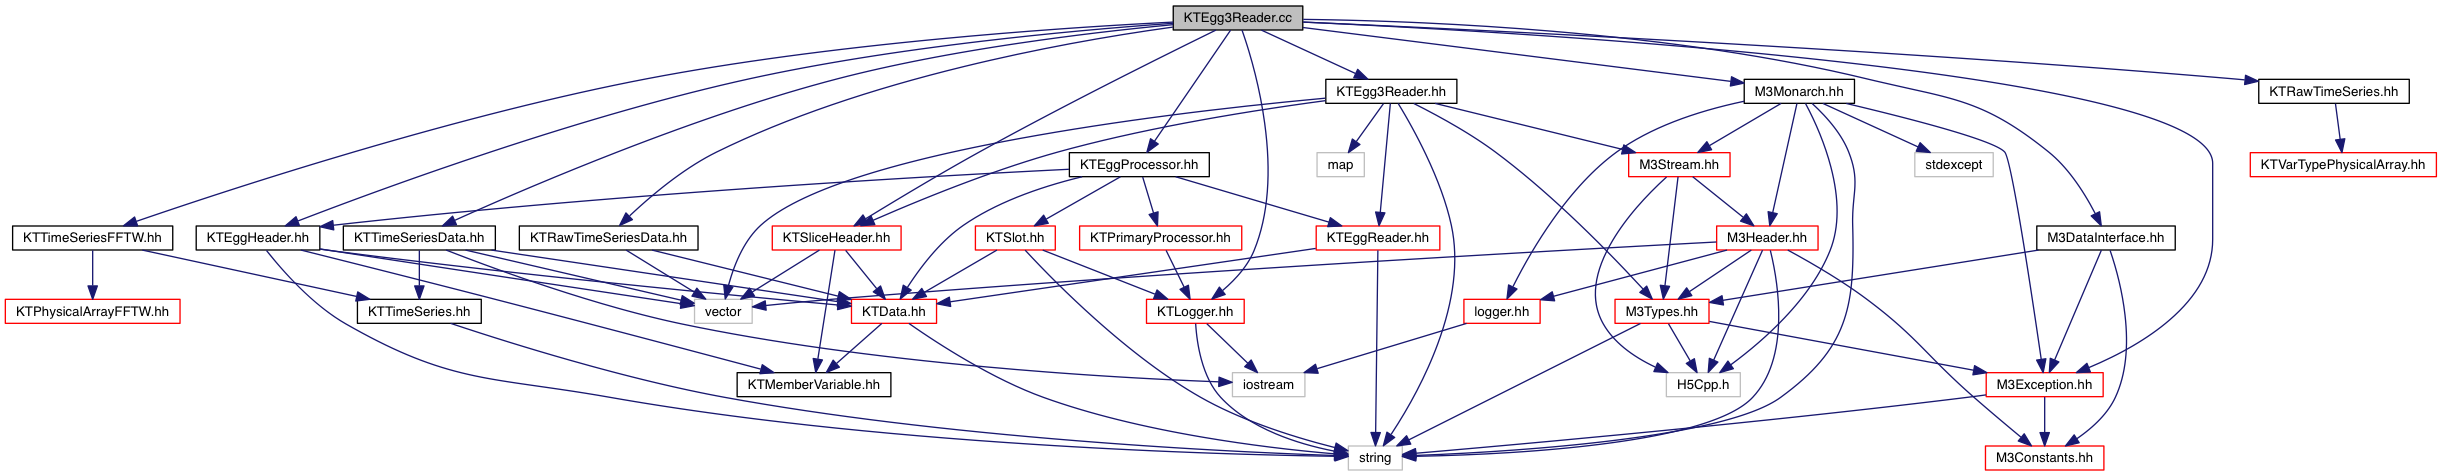 KTEgg3Reader.cc
KTEgg3Reader.hh
M3Monarch.hh
KTRawTimeSeries.hh
KTEggProcessor.hh
map
M3Stream.hh
stdexcept
KTVarTypePhysicalArray.hh
KTTimeSeriesFFTW.hh
KTEggHeader.hh
KTTimeSeriesData.hh
KTRawTimeSeriesData.hh
KTSliceHeader.hh
KTSlot.hh
KTPrimaryProcessor.hh
KTEggReader.hh
M3Header.hh
M3DataInterface.hh
KTPhysicalArrayFFTW.hh
KTTimeSeries.hh
vector
KTData.hh
KTLogger.hh
logger.hh
M3Types.hh
KTMemberVariable.hh
iostream
H5Cpp.h
M3Exception.hh
string
M3Constants.hh